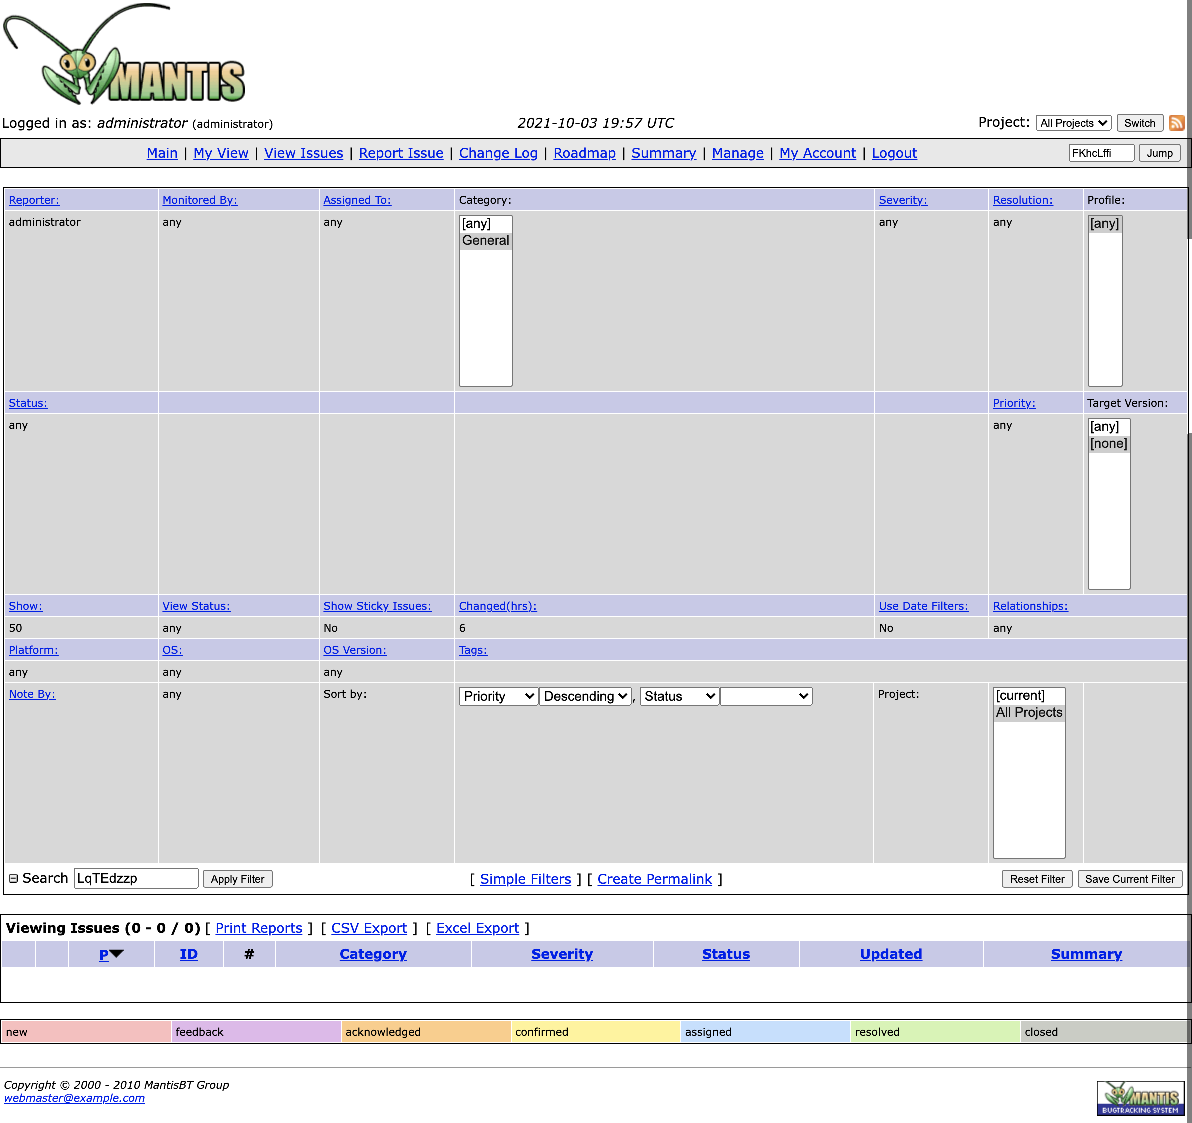 MANTIS
Logged in as: administrator (administrator)
2021-10-03 19:57 UTC
Project: All Projects Switch
Main | My View | View Issues | Report Issue | Change Log | Roadmap | Summary | Manage | My Account | Logout
FKhcLffi Jump
Reporter: Monitored By: Assigned To: Category: Severity: Resolution: Profile:
administrator any any [any] any any [any]
General
Status: Priority: Target Version:
any any [any]
[none]
Show: View Status: Show Sticky Issues: Changed(hrs): Use Date Filters: Relationships:
50 any No 6 No any
Platform: OS: OS Version: Tags:
any any any
Note By: any Sort by: Priority Descending, Status Project: [current]
All Projects
Search LqTEdzzp Apply Filter [ Simple Filters ] [ Create Permalink ] Reset Filter Save Current Filter
Viewing Issues (0 - 0 / 0) [ Print Reports ] [ CSV Export ] [ Excel Export ]
P ID # Category Severity Status Updated Summary
new feedback acknowledged confirmed assigned resolved closed
Copyright © 2000 - 2010 MantisBT Group
webmaster@example.com
MANTIS
BUGTRACKING SYSTEM